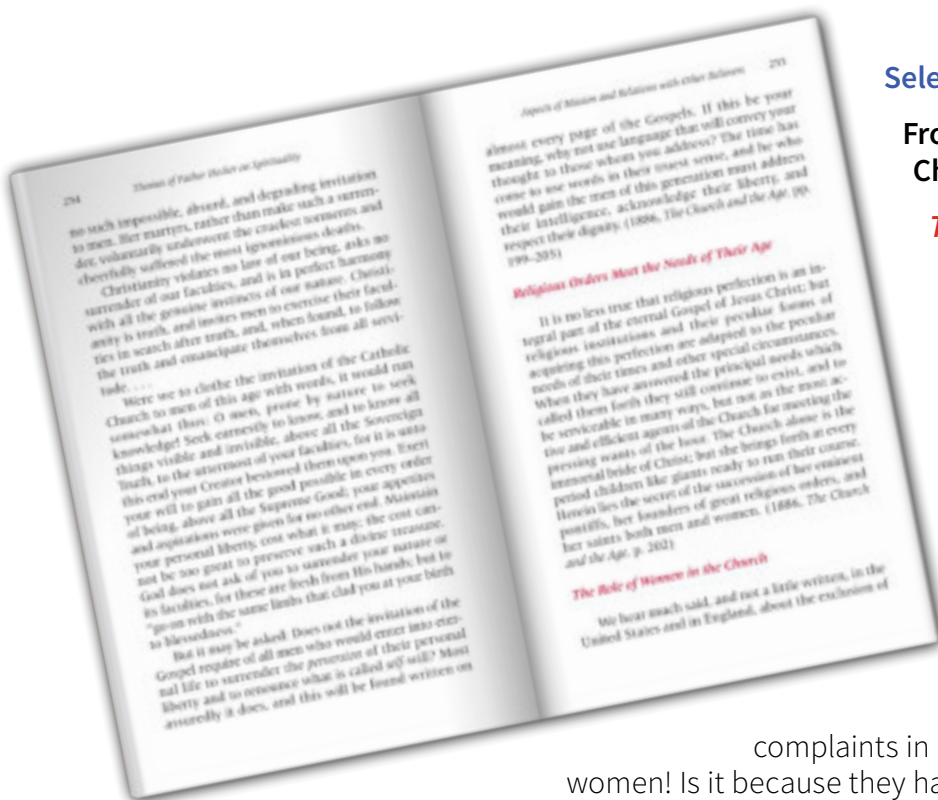 254
Themes of Father Hecker on Spirituality
no such impossible, absurd, and degrading invitation
to men. Her martyrs, rather than make such a surren-
der, voluntarily underwent the cruelest torments and
cheerfully suffered the most ignominious deaths.
Christianity violates no law of our being, asks no
surrender of our faculties, and is in perfect harmony
with all the genuine instincts of our nature. Christi-
anity is truth, and invites men to exercise their facul-
ties in search after truth, and, when found, to follow
the truth and emancipate themselves from all servi-
tude. . . .
Were we to clothe the invitation of the Catholic
Church to men of this age with words, it would run
somewhat thus: O men, prone by nature to seek
knowledge! Seek earnestly to know, and to know all
things visible and invisible, above all the Sovereign
Truth, to the uttermost of your faculties, for it is unto
this end your Creator bestowed them upon you. Exert
your will to gain all the good possible in every order
of being, above all the Supreme Good; your appetites
and aspirations were given for no other end. Maintain
your personal liberty, cost what it may; the cost can-
not be too great to preserve such a divine treasure.
God does not ask of you to surrender your nature or
its faculties, for these are fresh from His hands; but to
"go on with the same limbs that clad you at your birth
to blessedness."
But it may be asked: Does not the invitation of the
Gospel require of all men who would enter into eter-
nal life to surrender the perversion of their personal
liberty and to renounce what is called self-will? Most
assuredly it does, and this will be found written on
Aspects of Mission and Relations with Other Believers
255
almost every page of the Gospels. If this be your
meaning, why not use language that will convey your
thought to those whom you address? The time has
come to use words in their truest sense, and he who
would gain the men of this generation must address
their intelligence, acknowledge their liberty, and
respect their dignity. (1886, The Church and the Age, pp.
199–205)
Religious Orders Meet the Needs of Their Age
It is no less true that religious perfection is an in-
tegral part of the eternal Gospel of Jesus Christ; but
religious institutions and their peculiar forms of
acquiring this perfection are adapted to the peculiar
needs of their times and other special circumstances.
When they have answered the principal needs which
called them forth they still continue to exist, and to
be serviceable in many ways, but not as the most ac-
tive and efficient agents of the Church for meeting the
pressing wants of the hour. The Church alone is the
immortal bride of Christ; but she brings forth at every
period children like giants ready to run their course.
Herein lies the secret of the succession of her eminent
pontiffs, her founders of great religious orders, and
her saints both men and women. (1886, The Church
and the Age, p. 202)
The Role of Women in the Church
We hear much said, and not a little written, in the
United States and in England, about the exclusion of
Sele
Fro
Ch
T
complaints in
women! Is it because they ha